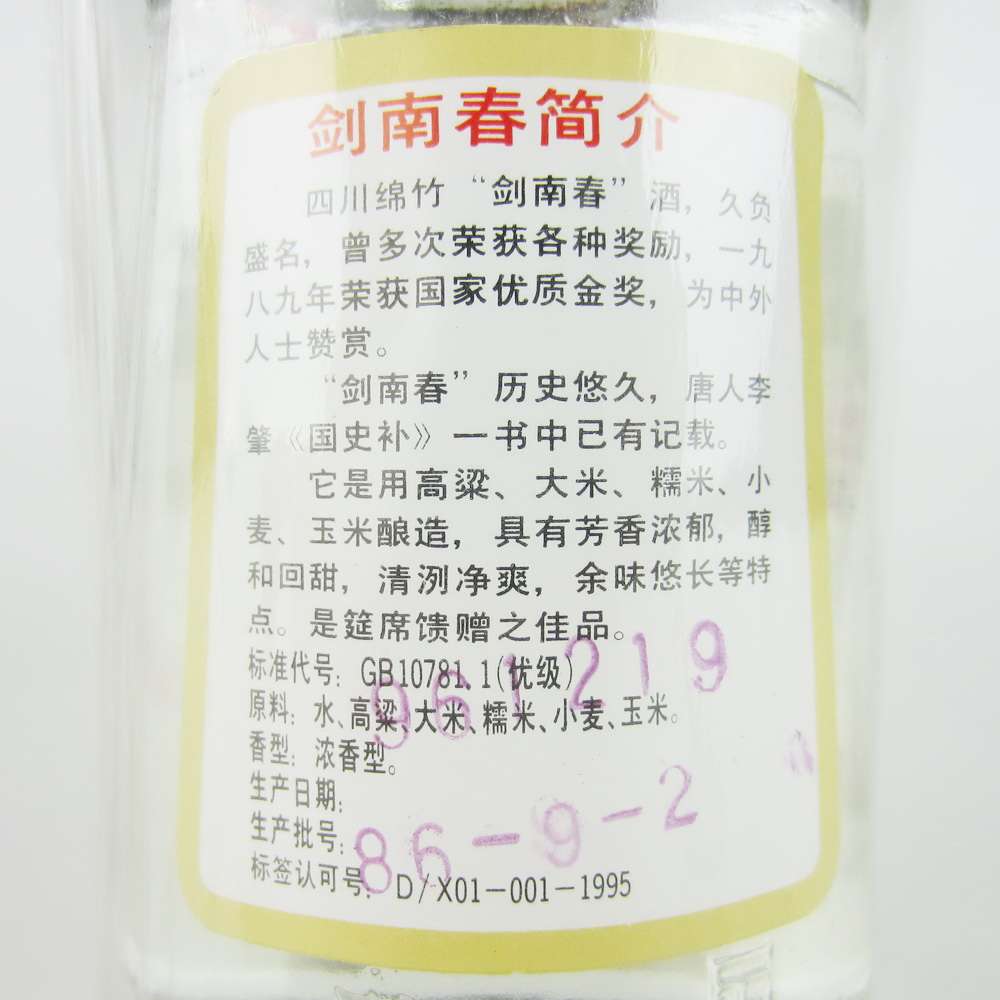 剑南春简介
四川绵竹“剑南春”酒，久负
盛名，曾多次荣获各种奖励，一九
八九年荣获国家优质金奖，为中外
人士赞赏。
“剑南春”历史悠久，唐人李
肇《国史补》一书中已有记载。
它是用高粱、大米、糯米、小
麦、玉米酿造，具有芳香浓郁，醇
和回甜，清洌净爽，余味悠长等特
点。是筵席馈赠之佳品。
标准代号：GB10781.1(优级)
961219
原料：水、高粱、大米、糯米、小麦、玉米。
香型：浓香型。
生产日期：
生产批号：
86-9-2
标签认可号：D/X01-001-1995